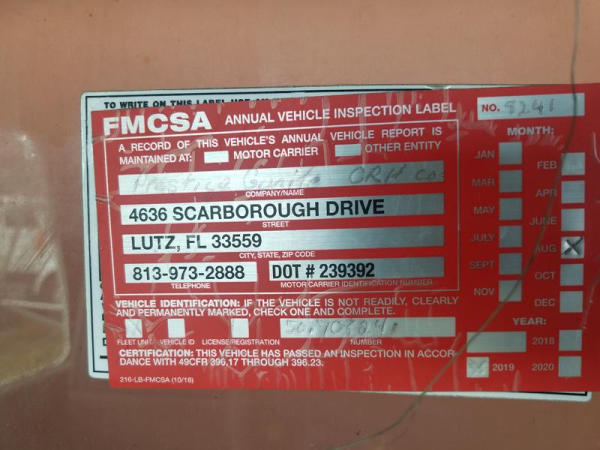 TO WRITE ON THIS LABEL USE
FMCSA ANNUAL VEHICLE INSPECTION LABEL
NO. 8241
A RECORD OF THIS VEHICLE'S ANNUAL VEHICLE REPORT IS
MAINTAINED AT: MOTOR CARRIER OTHER ENTITY
COMPANY/NAME
4636 SCARBOROUGH DRIVE
STREET
LUTZ, FL 33559
CITY, STATE, ZIP CODE
813-973-2888 DOT # 239392
TELEPHONE MOTOR CARRIER IDENTIFICATION NUMBER
VEHICLE IDENTIFICATION: IF THE VEHICLE IS NOT READILY, CLEARLY
AND PERMANENTLY MARKED, CHECK ONE AND COMPLETE.
FLEET UNIT VEHICLE ID LICENSE/REGISTRATION NUMBER
CERTIFICATION: THIS VEHICLE HAS PASSED AN INSPECTION IN ACCOR-
DANCE WITH 49CFR 396.17 THROUGH 396.23.
216-LB-FMCSA (10/18)
MONTH:
JAN FEB
MAR APR
MAY JUNE
JULY AUG X
SEPT OCT
NOV DEC
YEAR:
2018
X 2019 2020